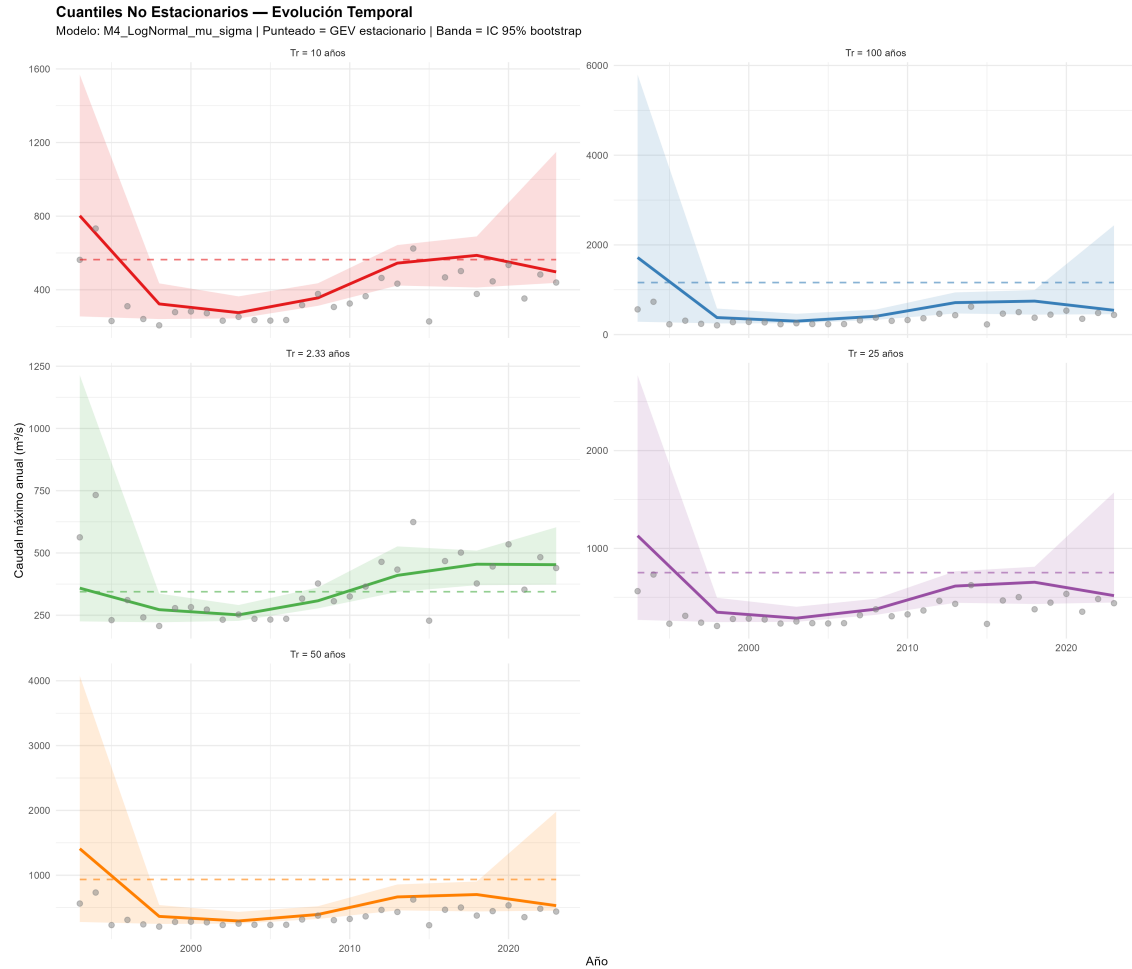 Cuantiles No Estacionarios — Evolución Temporal
Modelo: M4_LogNormal_mu_sigma | Punteado = GEV estacionario | Banda = IC 95% bootstrap
Tr = 10 años
1600
1200
800
400
Tr = 100 años
6000
4000
2000
0
Tr = 2.33 años
1250
1000
750
500
250
Tr = 25 años
2000
1000
2000
2010
2020
Tr = 50 años
4000
3000
2000
1000
2000
2010
2020
Caudal máximo anual (m³/s)
Año